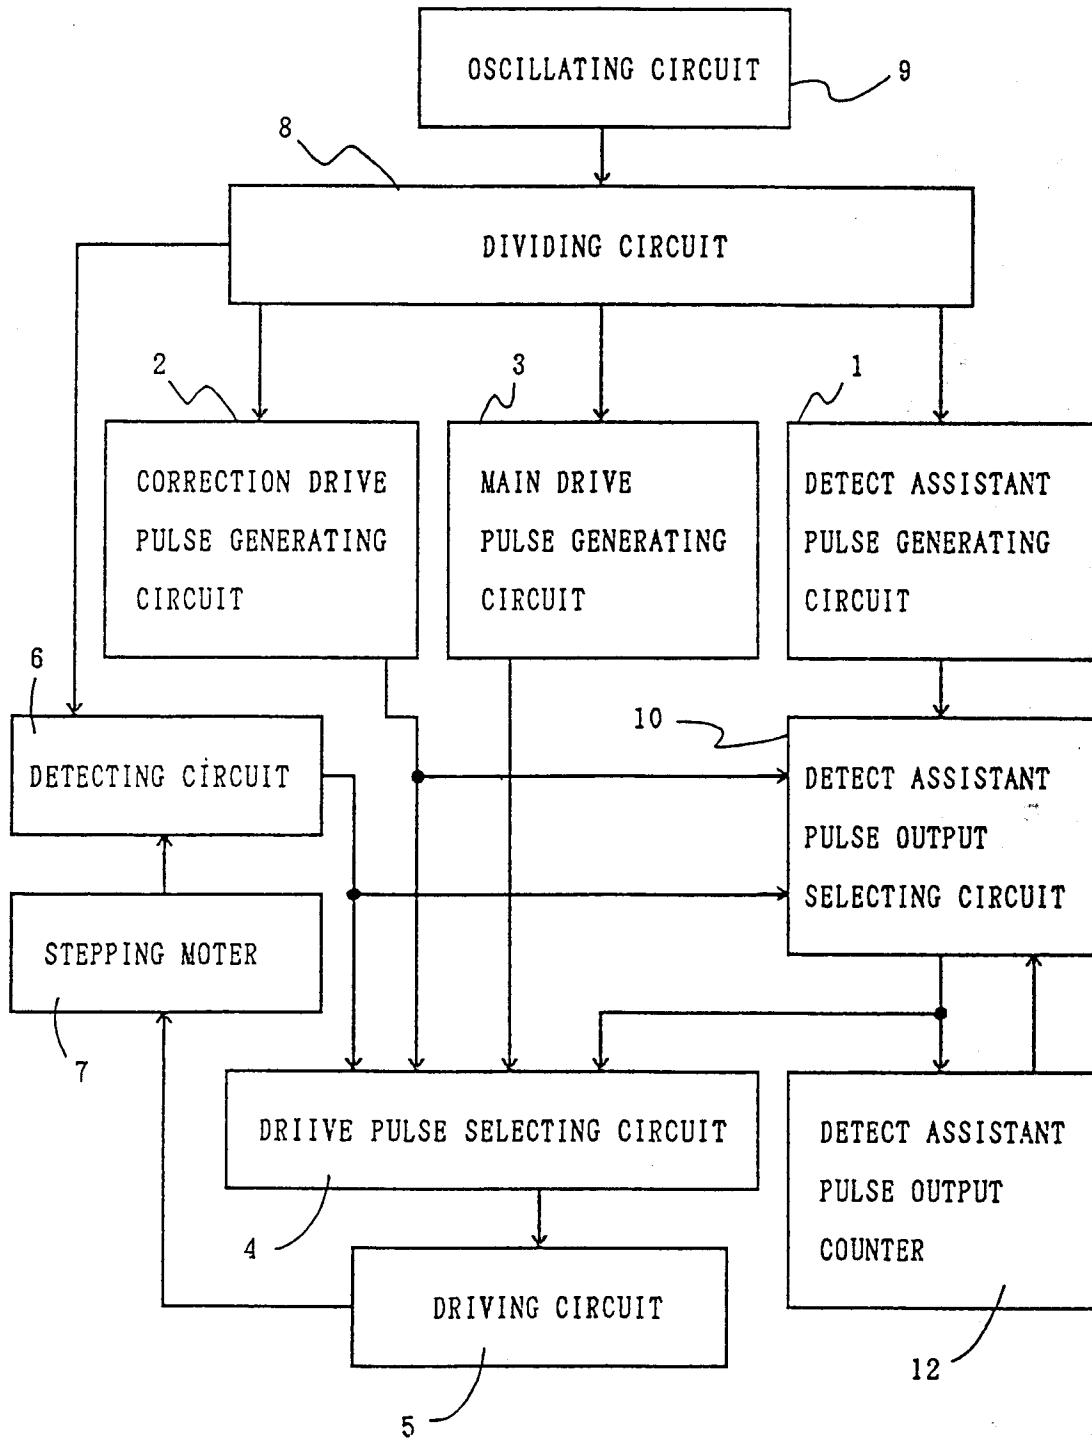 OSCILLATING CIRCUIT
9
8
DIVIDING CIRCUIT
2
3
1
CORRECTION DRIVE
PULSE GENERATING
CIRCUIT
MAIN DRIVE
PULSE GENERATING
CIRCUIT
DETECT ASSISTANT
PULSE GENERATING
CIRCUIT
6
10
DETECTING CIRCUIT
DETECT ASSISTANT
PULSE OUTPUT
SELECTING CIRCUIT
STEPPING MOTER
7
DRIIVE PULSE SELECTING CIRCUIT
4
DETECT ASSISTANT
PULSE OUTPUT
COUNTER
DRIVING CIRCUIT
12
5